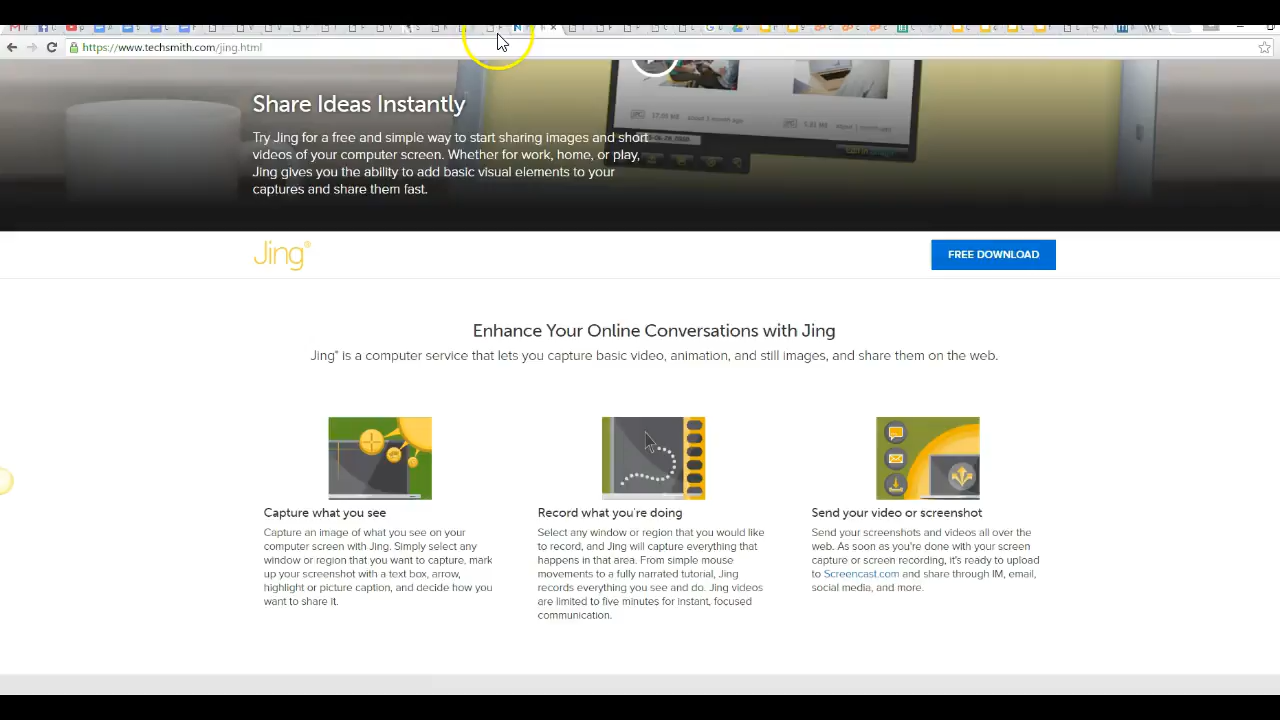 https://www.techsmith.com/jing.html
Share Ideas Instantly
Try Jing for a free and simple way to start sharing images and short
videos of your computer screen. Whether for work, home, or play,
Jing gives you the ability to add basic visual elements to your
captures and share them fast.
Jing®
FREE DOWNLOAD
Enhance Your Online Conversations with Jing
Jing® is a computer service that lets you capture basic video, animation, and still images, and share them on the web.
Capture what you see
Capture an image of what you see on your
computer screen with Jing. Simply select any
window or region that you want to capture, mark
up your screenshot with a text box, arrow,
highlight or picture caption, and decide how you
want to share it.
Record what you're doing
Select any window or region that you would like
to record, and Jing will capture everything that
happens in that area. From simple mouse
movements to a fully narrated tutorial, Jing
records everything you see and do. Jing videos
are limited to five minutes for instant, focused
communication.
Send your video or screenshot
Send your screenshots and videos all over the
web. As soon as you're done with your screen
capture or screen recording, it's ready to upload
to Screencast.com and share through IM, email,
social media, and more.